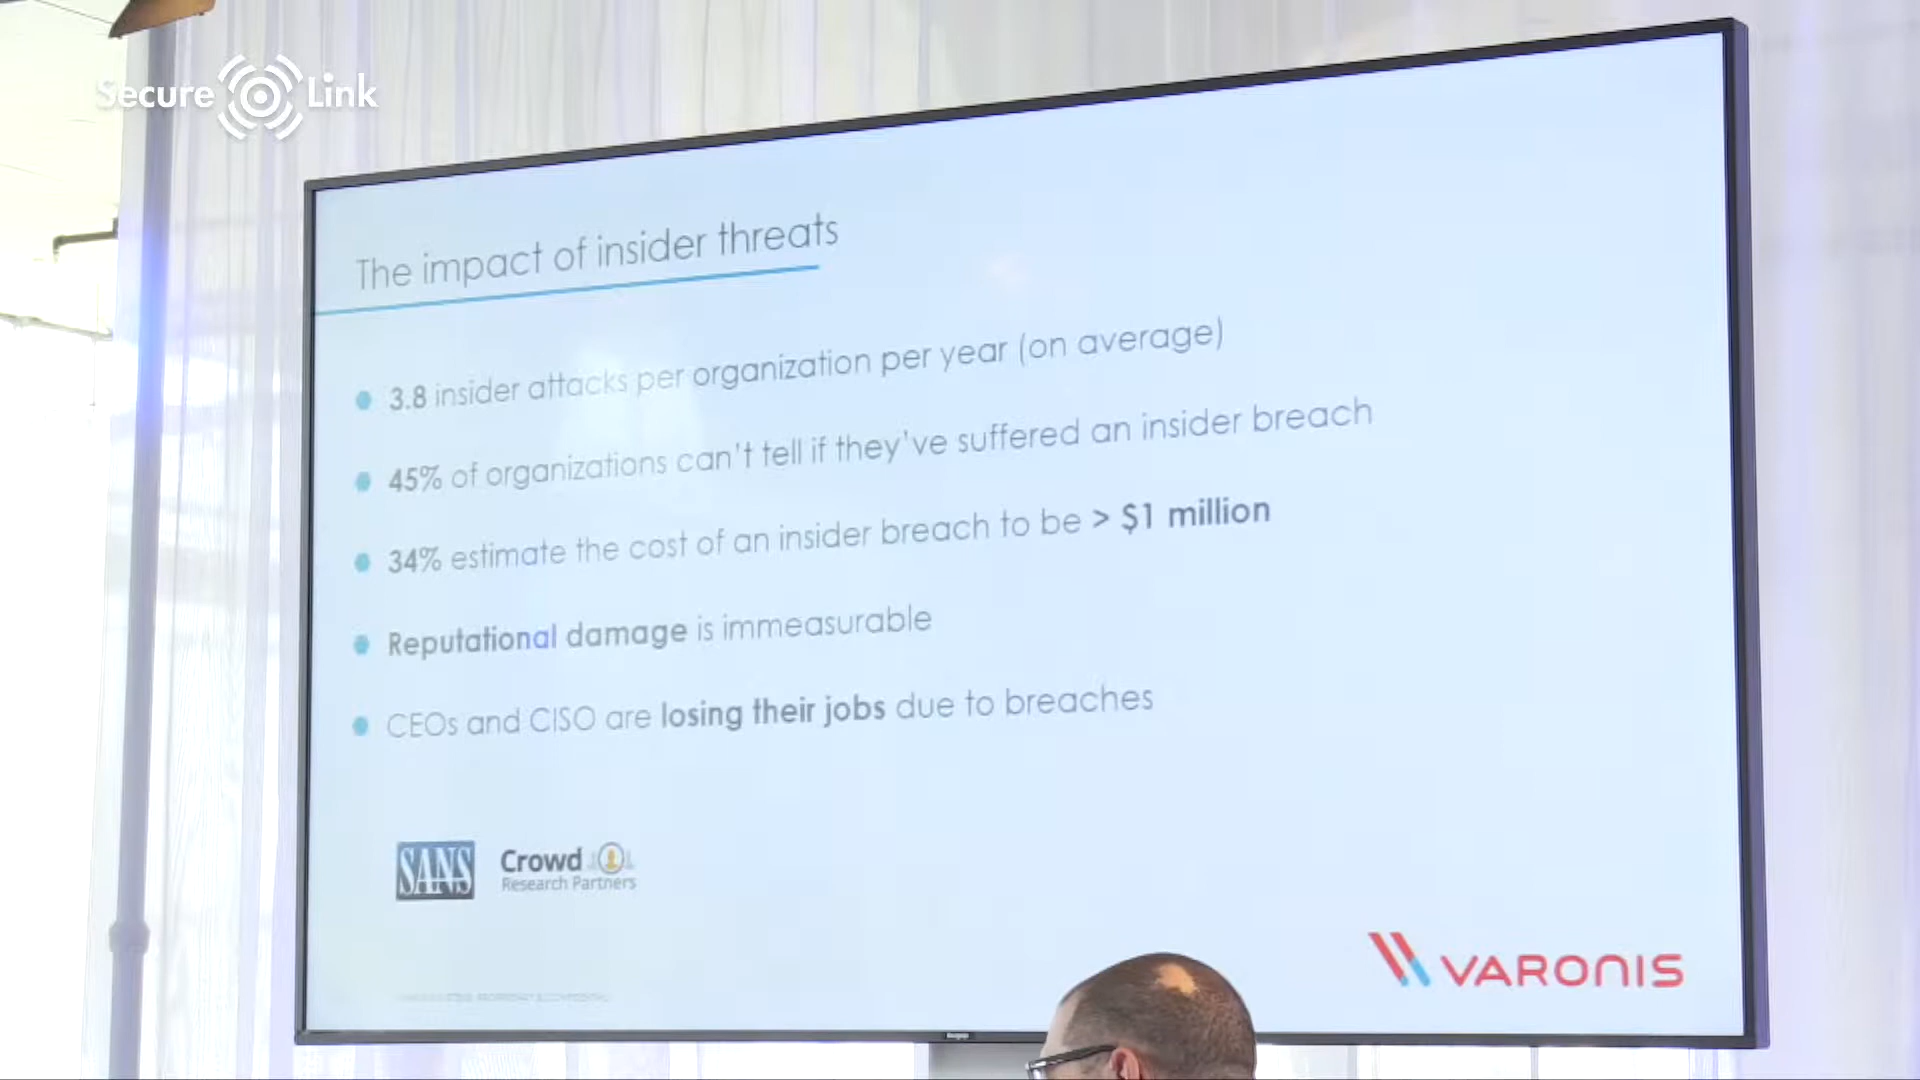 Secure Link
The impact of insider threats
3.8 insider attacks per organization per year (on average)
45% of organizations can't tell if they've suffered an insider breach
34% estimate the cost of an insider breach to be > $1 million
Reputational damage is immeasurable
CEOs and CISO are losing their jobs due to breaches
SANS
Crowd
Research Partners
VARONIS